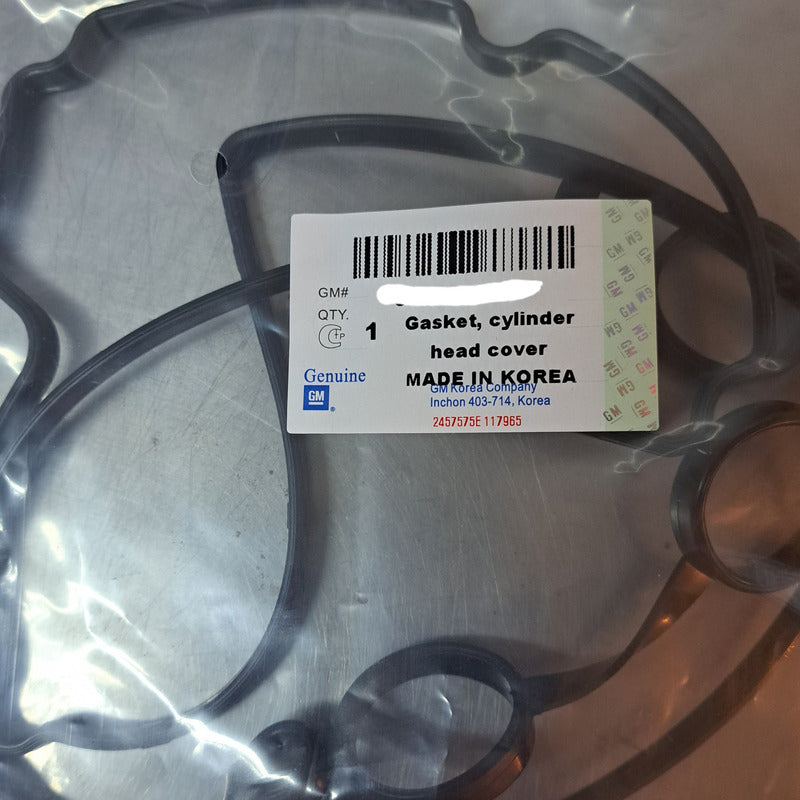 GM#
QTY.
1
Gasket, cylinder
head cover
MADE IN KOREA
Genuine
GM
GM Korea Company
Inchon 403-714, Korea
2457575E 117965